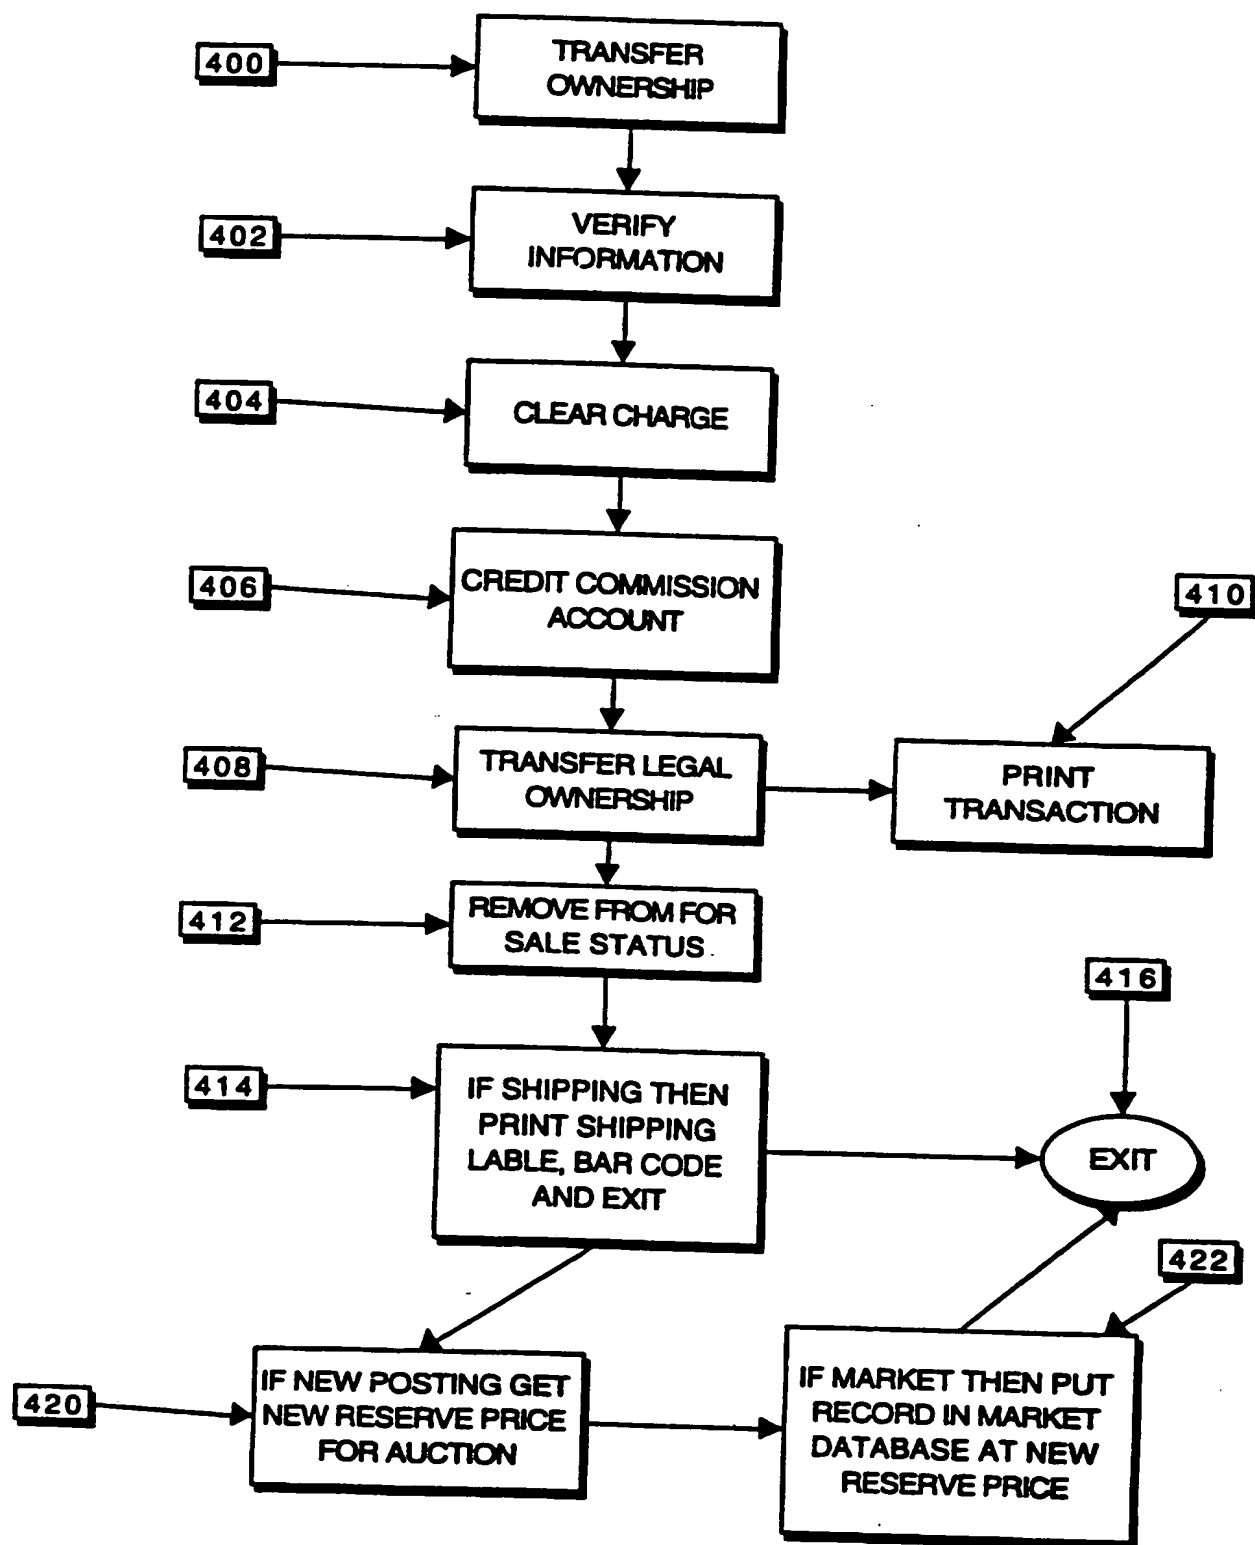 400
TRANSFER
OWNERSHIP
402
VERIFY
INFORMATION
404
CLEAR CHARGE
406
CREDIT COMMISSION
ACCOUNT
410
408
TRANSFER LEGAL
OWNERSHIP
PRINT
TRANSACTION
412
REMOVE FROM FOR
SALE STATUS
416
414
IF SHIPPING THEN
PRINT SHIPPING
LABLE, BAR CODE
AND EXIT
EXIT
422
420
IF NEW POSTING GET
NEW RESERVE PRICE
FOR AUCTION
IF MARKET THEN PUT
RECORD IN MARKET
DATABASE AT NEW
RESERVE PRICE